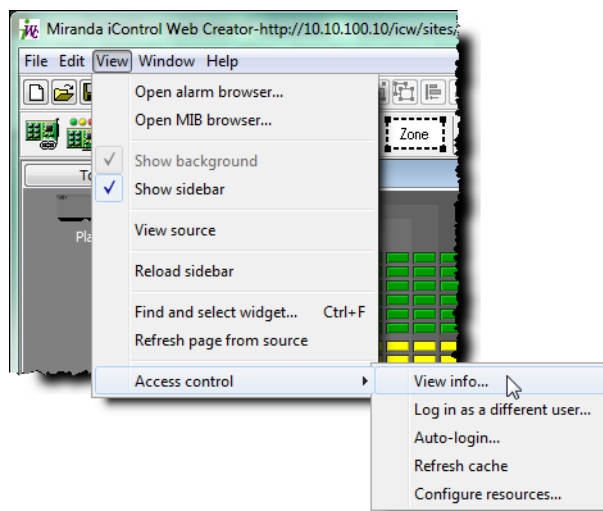 Miranda iControl Web Creator-http://10.10.100.10/icw/sites/
File Edit View Window Help
Open alarm browser...
Open MIB browser...
Zone
Show background
Show sidebar
View source
Reload sidebar
Find and select widget... Ctrl+F
Refresh page from source
Access control
View info...
Log in as a different user...
Auto-login...
Refresh cache
Configure resources...